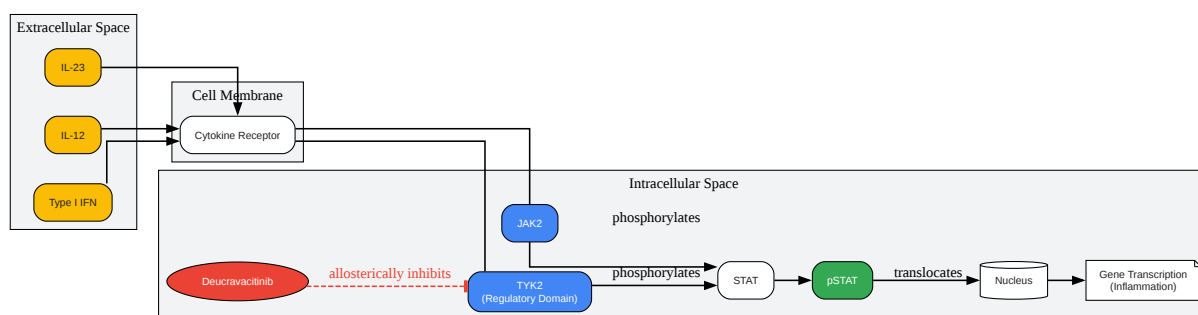 Extracellular Space
IL-23
IL-12
Type I IFN
Cell Membrane
Cytokine Receptor
Intracellular Space
JAK2
phosphorylates
Deucravacitinib
allosterically inhibits
TYK2
(Regulatory Domain)
phosphorylates
STAT
pSTAT
translocates
Nucleus
Gene Transcription
(Inflammation)